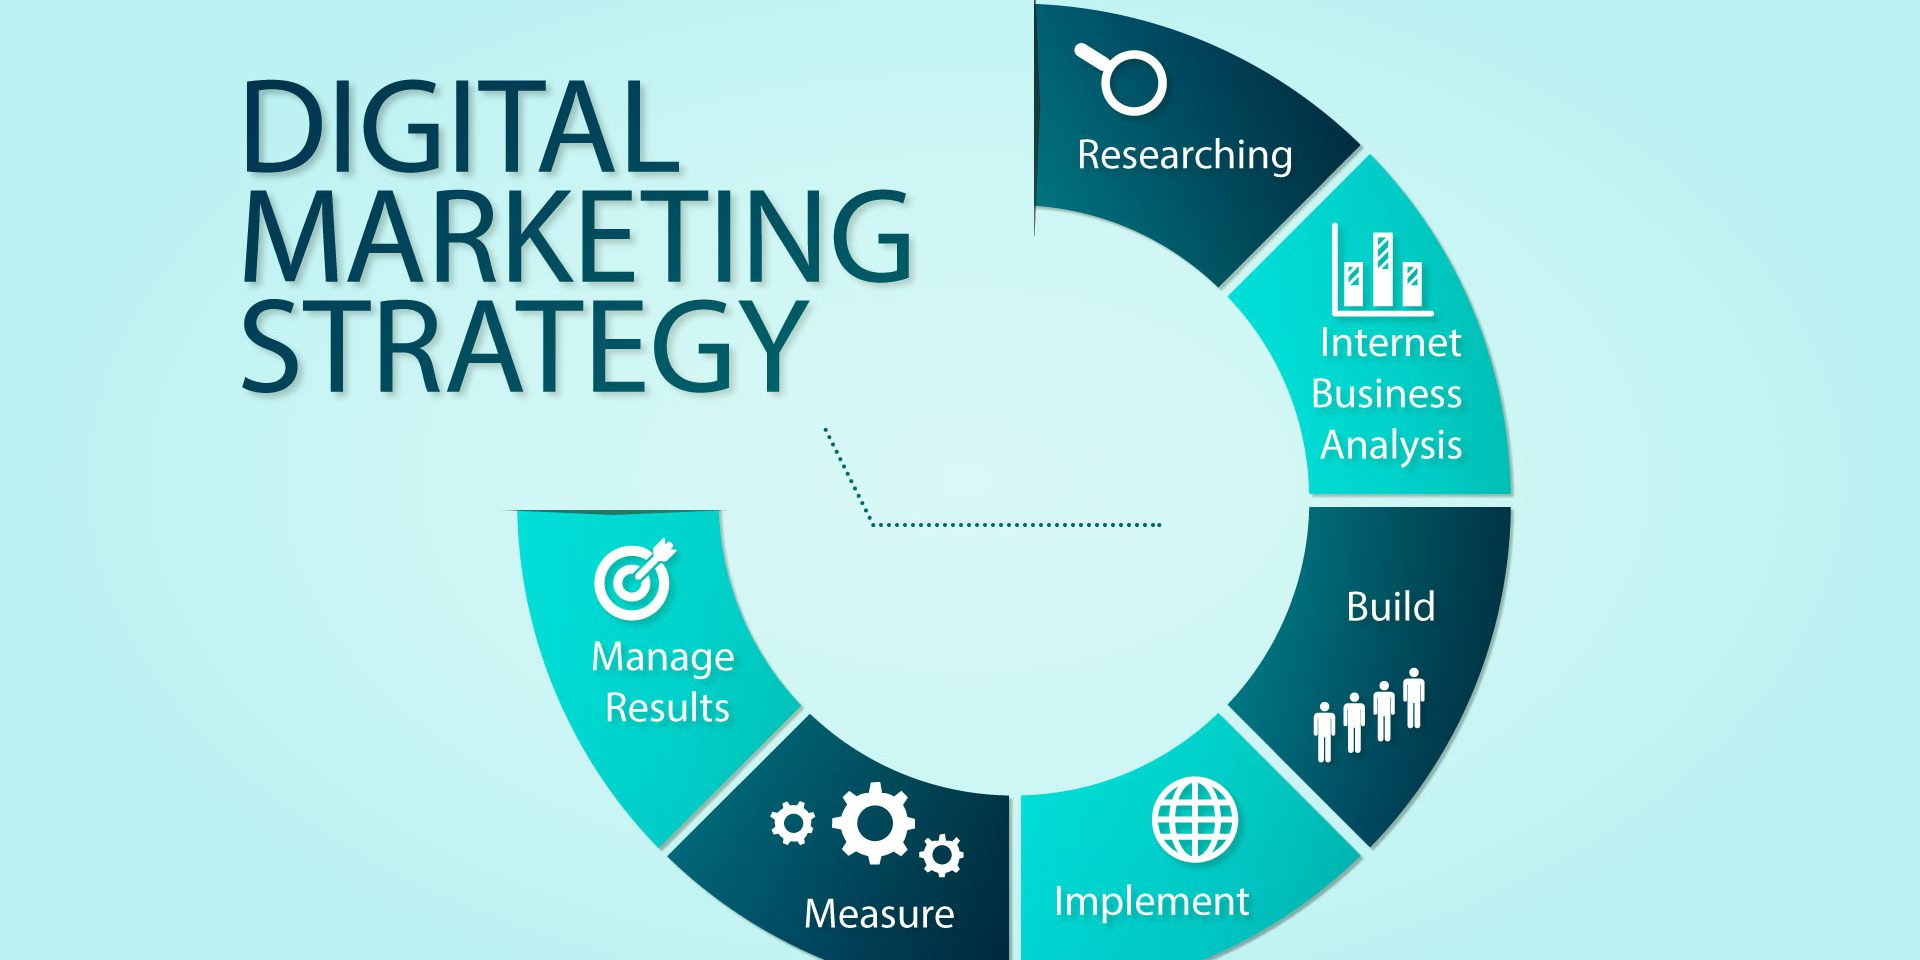 DIGITAL
MARKETING
STRATEGY
Researching
Internet
Business
Analysis
Build
Implement
Measure
Manage
Results